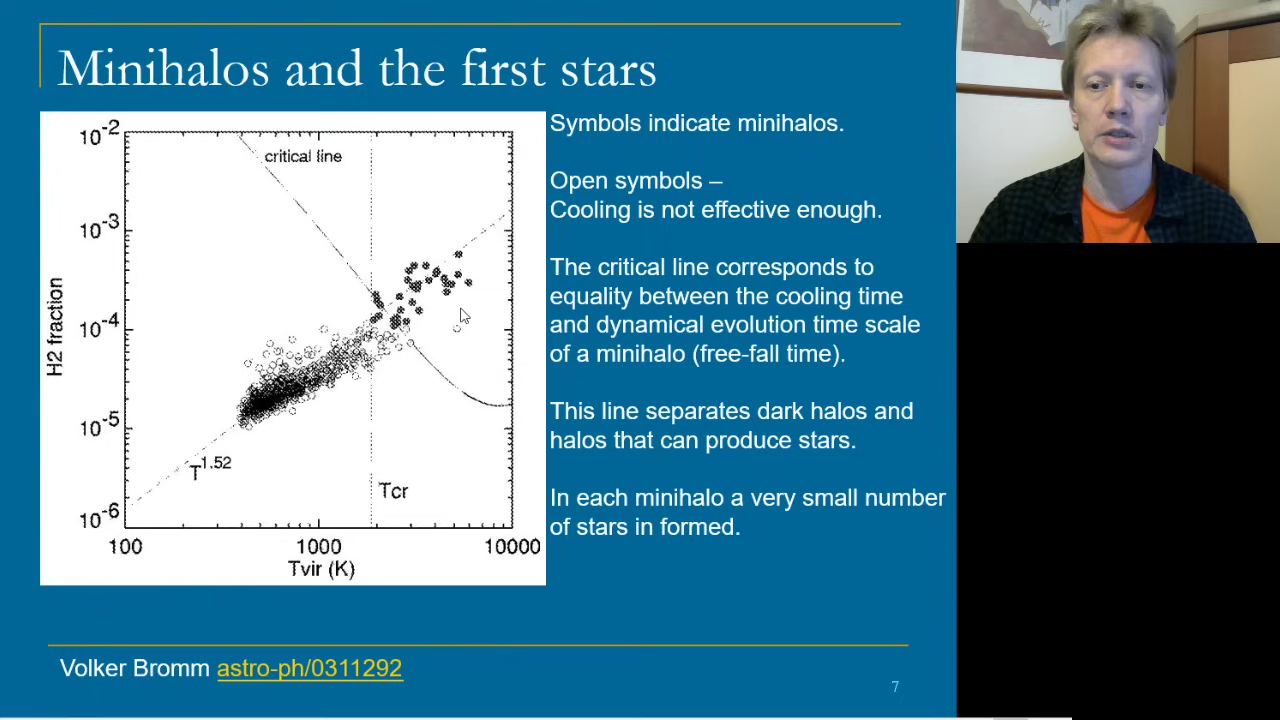 Minihalos and the first stars
10-2
10-3
10-4
10-5
10-6
H2 fraction
critical line
T1.52
Tcr
100
1000
10000
Tvir (K)
Symbols indicate minihalos.
Open symbols –
Cooling is not effective enough.
The critical line corresponds to
equality between the cooling time
and dynamical evolution time scale
of a minihalo (free-fall time).
This line separates dark halos and
halos that can produce stars.
In each minihalo a very small number
of stars in formed.
Volker Bromm astro-ph/0311292
7